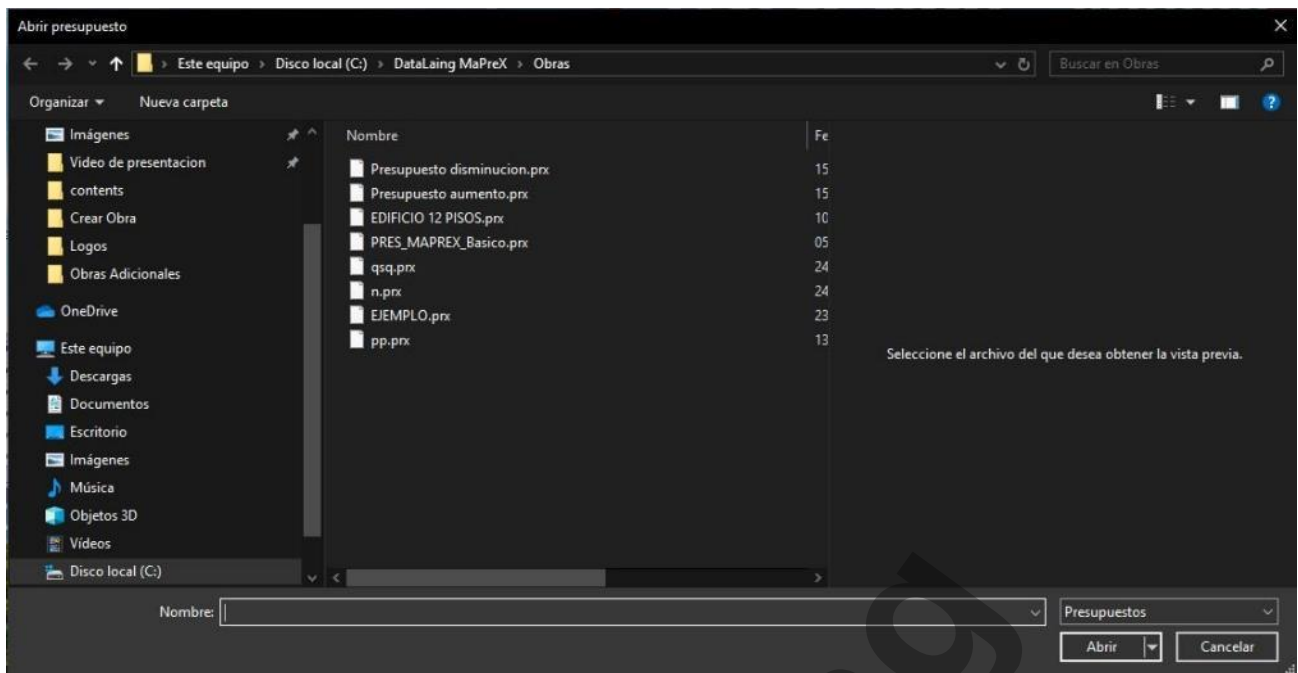 Abrir presupuesto
Este equipo > Disco local (C:) > DataLaing MaPreX > Obras
Buscar en Obras
Organizar
Nueva carpeta
Imágenes
Video de presentacion
contents
Crear Obra
Logos
Obras Adicionales
OneDrive
Este equipo
Descargas
Documentos
Escritorio
Imágenes
Música
Objetos 3D
Vídeos
Disco local (C:)
Nombre
Fe
Presupuesto disminucion.prx
15
Presupuesto aumento.prx
15
EDIFICIO 12 PISOS.prx
10
PRES_MAPREX_Basico.prx
05
qsq.prx
24
n.prx
24
EJEMPLO.prx
23
pp.prx
13
Seleccione el archivo del que desea obtener la vista previa.
Nombre:
Presupuestos
Abrir
Cancelar